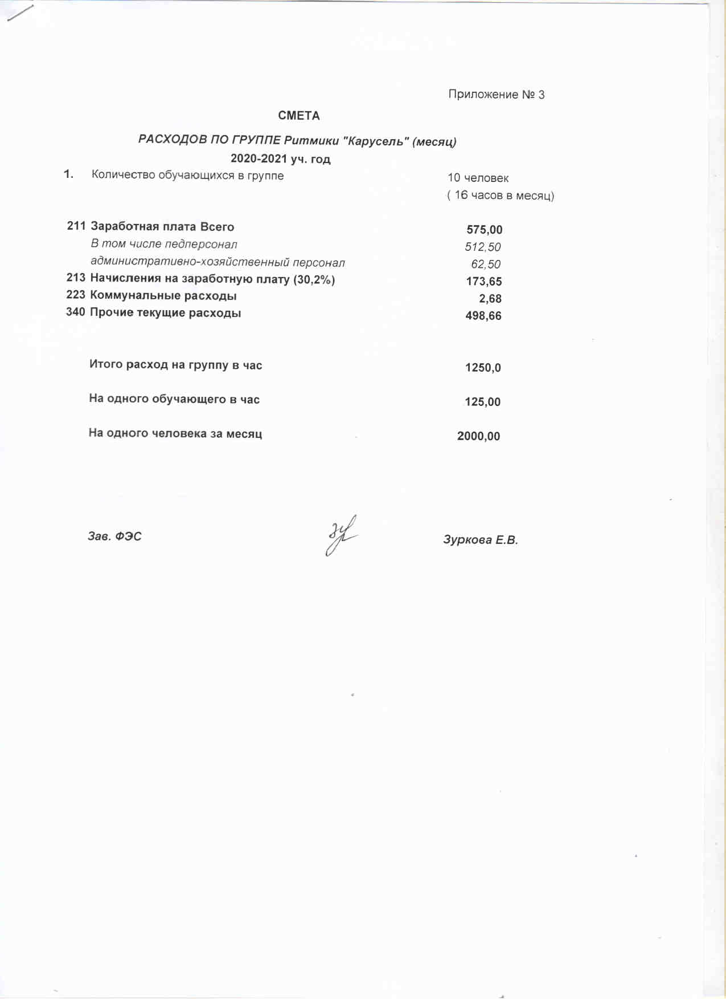 Приложение № 3
СМЕТА
РАСХОДОВ ПО ГРУППЕ Ритмики "Карусель" (месяц)
2020-2021 уч. год
1. Количество обучающихся в группе 10 человек
( 16 часов в месяц)
211 Заработная плата Всего 575,00
В том числе педперсонал 512,50
административно-хозяйственный персонал 62,50
213 Начисления на заработную плату (30,2%) 173,65
223 Коммунальные расходы 2,68
340 Прочие текущие расходы 498,66
Итого расход на группу в час 1250,0
На одного обучающего в час 125,00
На одного человека за месяц 2000,00
Зав. ФЭС Зуркова Е.В.